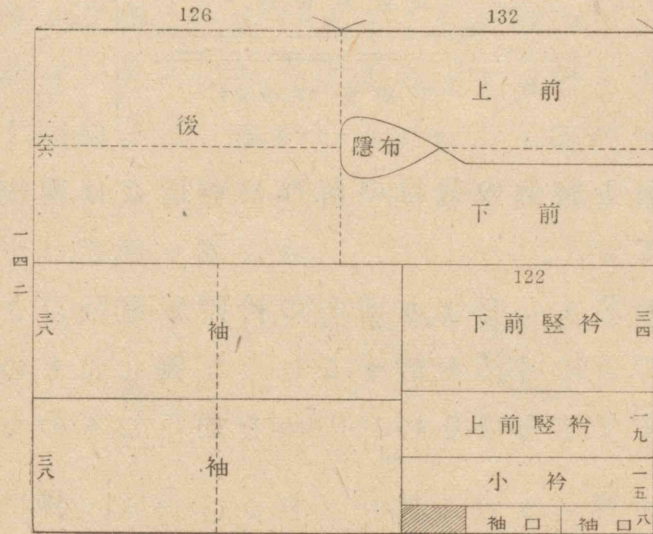 126 132
上前
後
隱布
六六
下前
一四二
122
三八
袖
下前竪衿
三四
上前竪衿
一九
三八
袖
小衿
一五
袖口 袖口
八